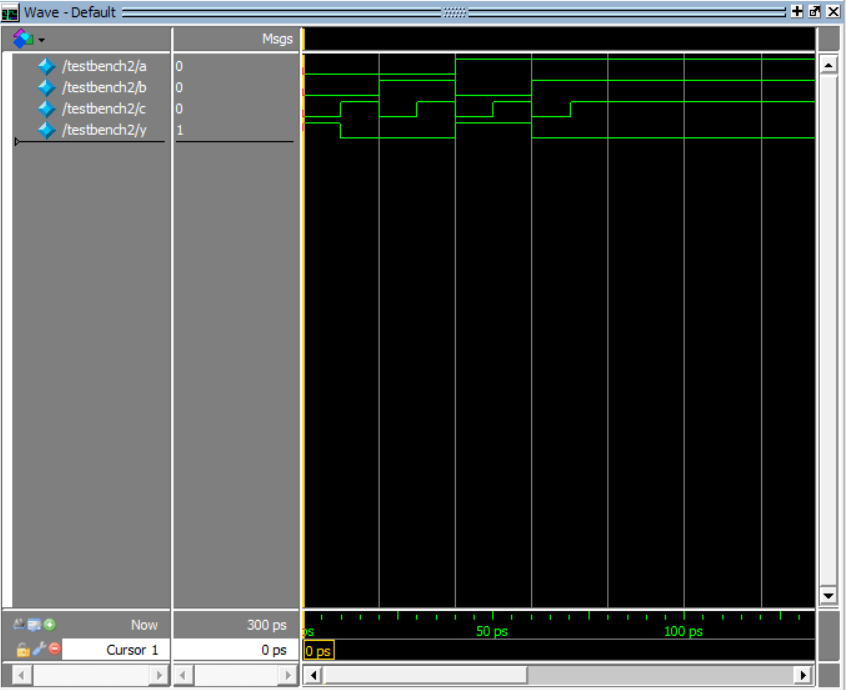 Wave - Default
Msgs
/testbench2/a 0
/testbench2/b 0
/testbench2/c 0
/testbench2/y 1
Now 300 ps
ps 50 ps 100 ps
Cursor 1 0 ps 0 ps